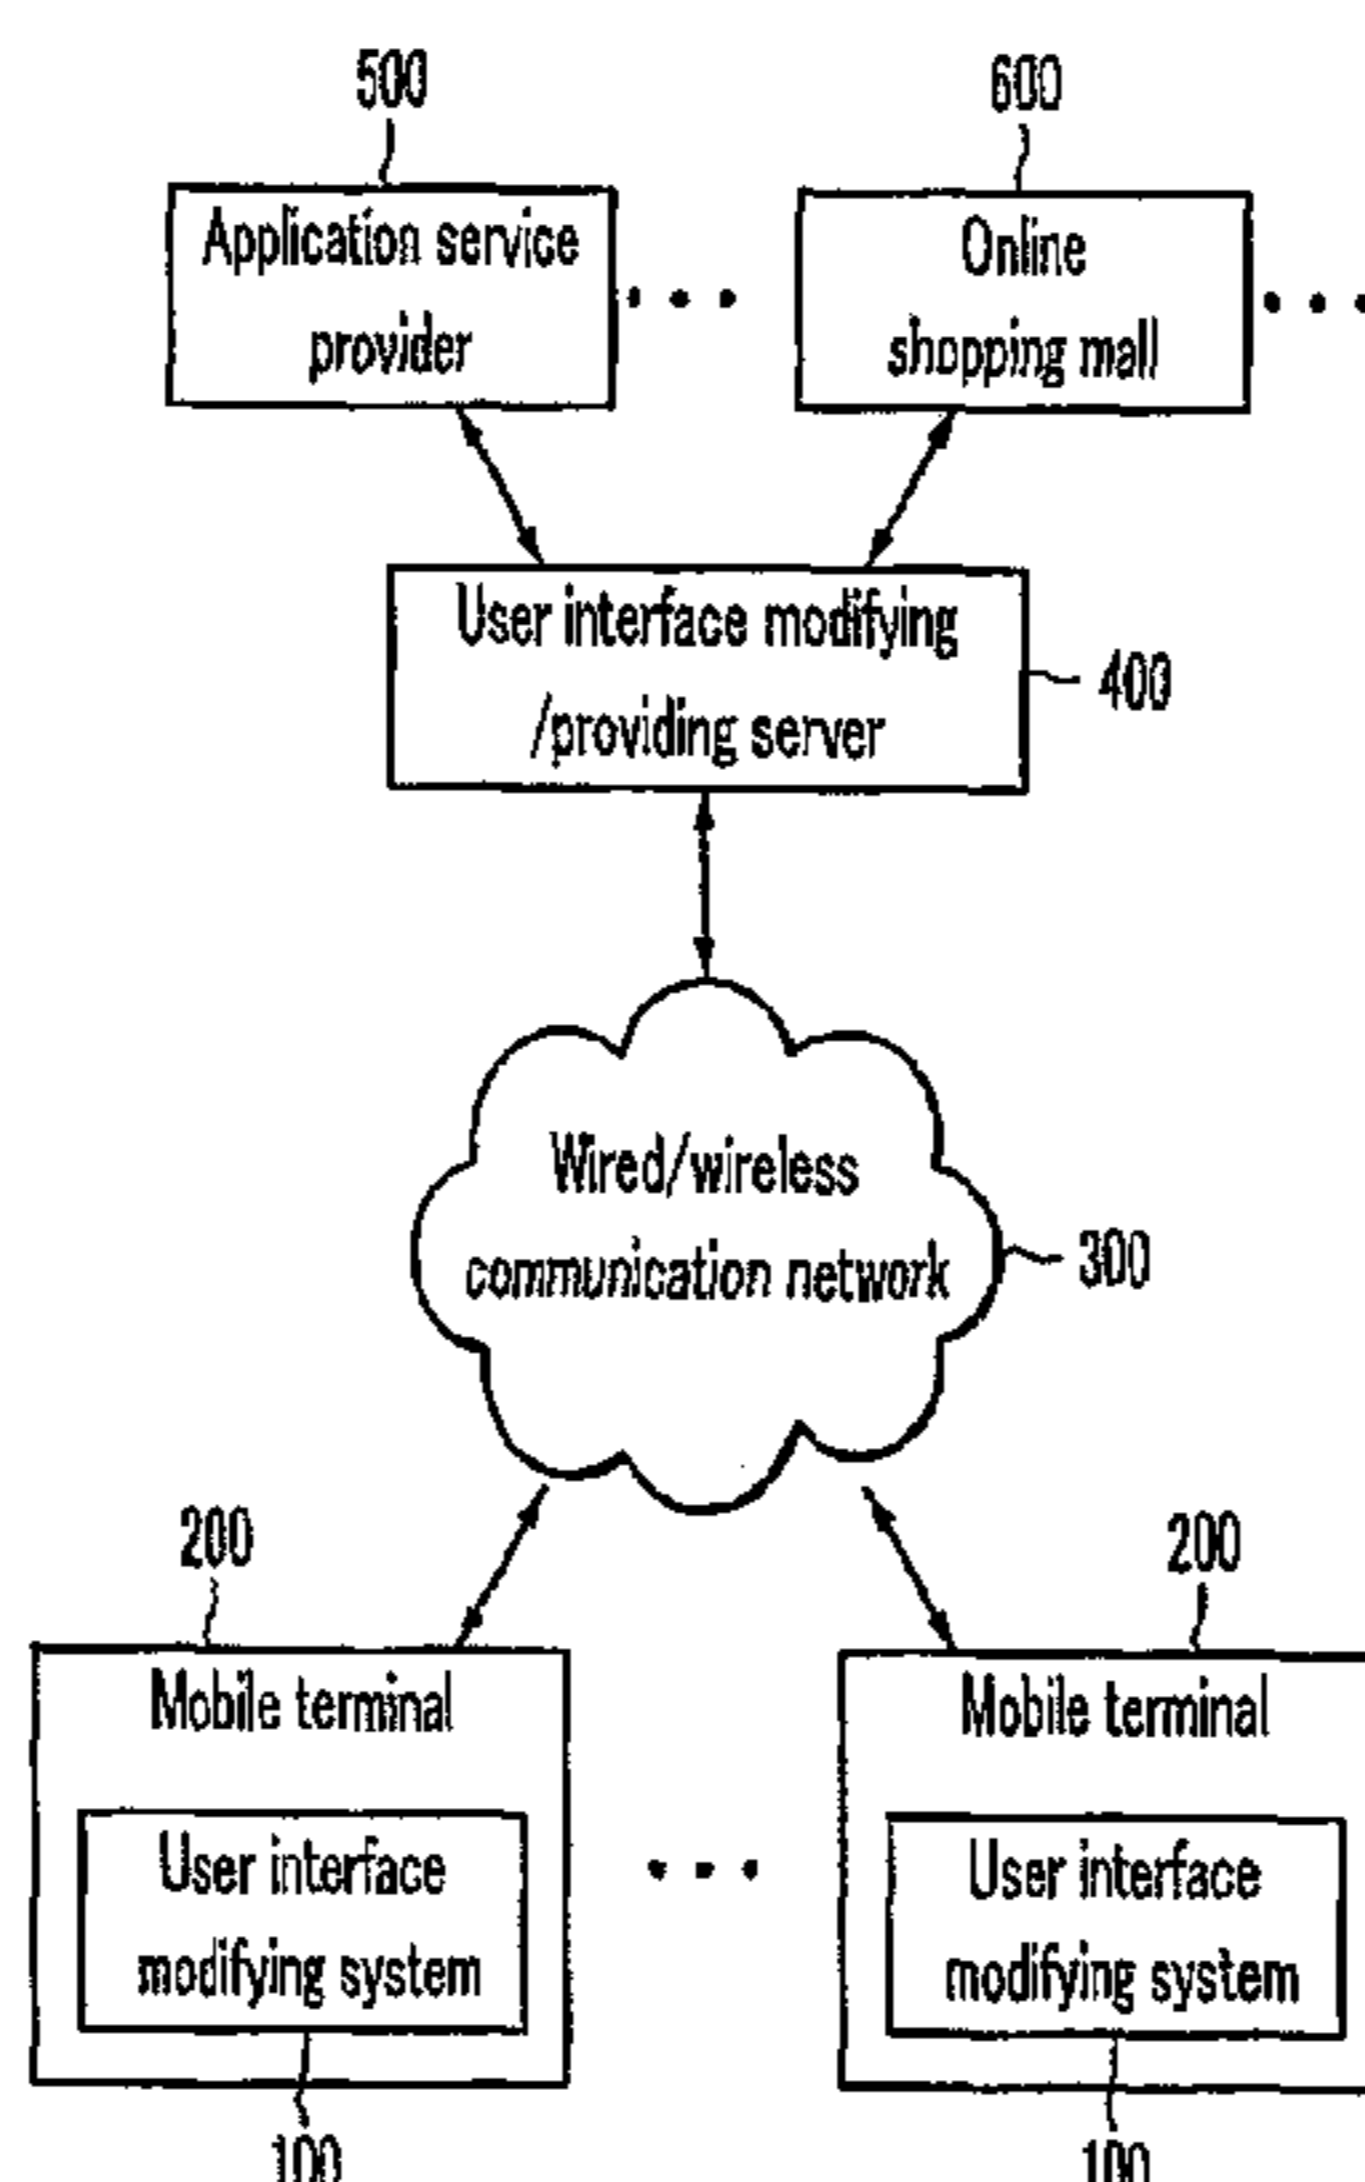 500
600
Application service
provider
Online
shopping mall
User interface modifying
/providing server
400
Wired/wireless
communication network
300
200
200
Mobile terminal
Mobile terminal
User interface
modifying system
User interface
modifying system
100
100